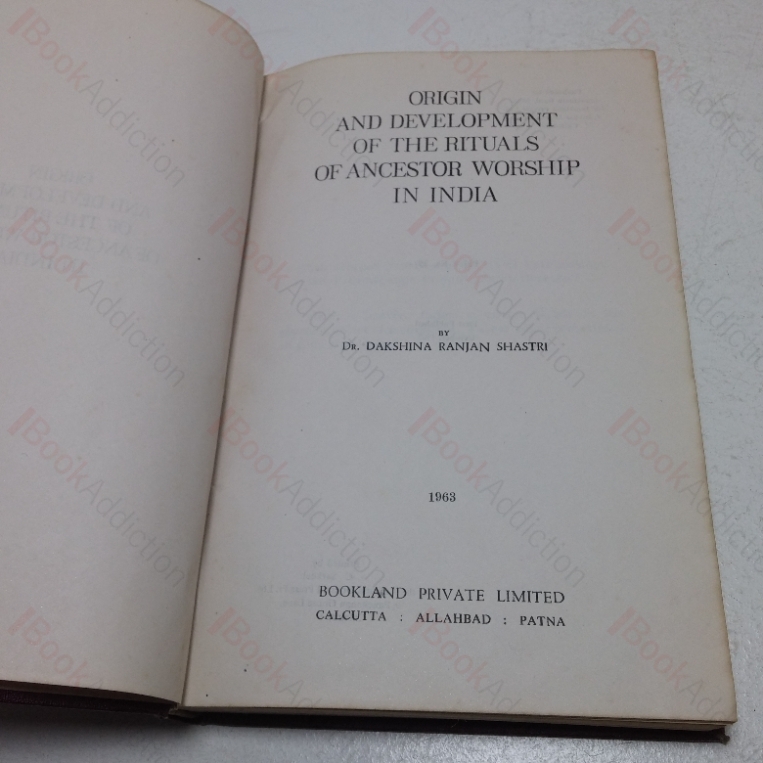 ORIGIN
AND DEVELOPMENT
OF THE RITUALS
OF ANCESTOR WORSHIP
IN INDIA
BY
DR. DAKSHINA RANJAN SHASTRI
1963
BOOKLAND PRIVATE LIMITED
CALCUTTA : ALLAHBAD : PATNA
BookAddiction